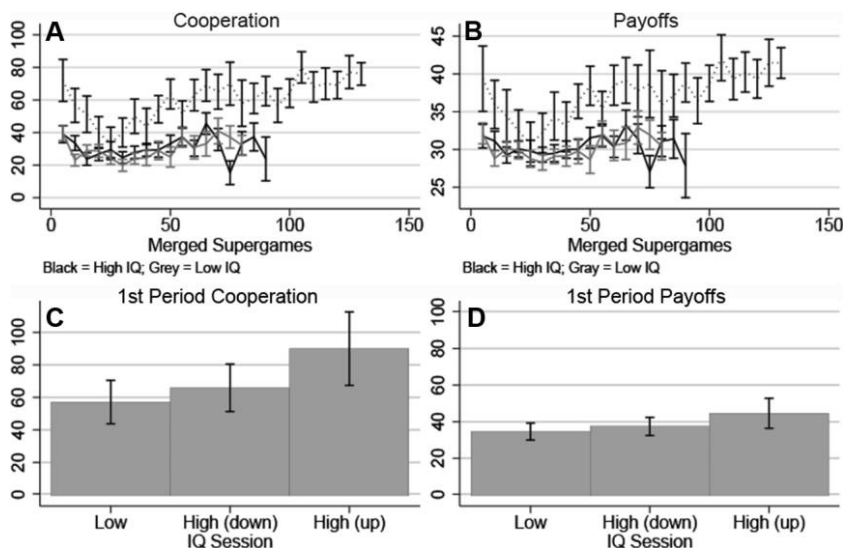 A Cooperation
100
80
60
40
20
0
0 50 100 150
Merged Supergames
Black = High IQ; Grey = Low IQ
B Payoffs
45
40
35
30
25
0 50 100 150
Merged Supergames
Black = High IQ; Gray = Low IQ
C 1st Period Cooperation
100
80
60
40
20
0
Low High (down) High (up)
IQ Session
D 1st Period Payoffs
100
80
60
40
20
0
Low High (down) High (up)
IQ Session